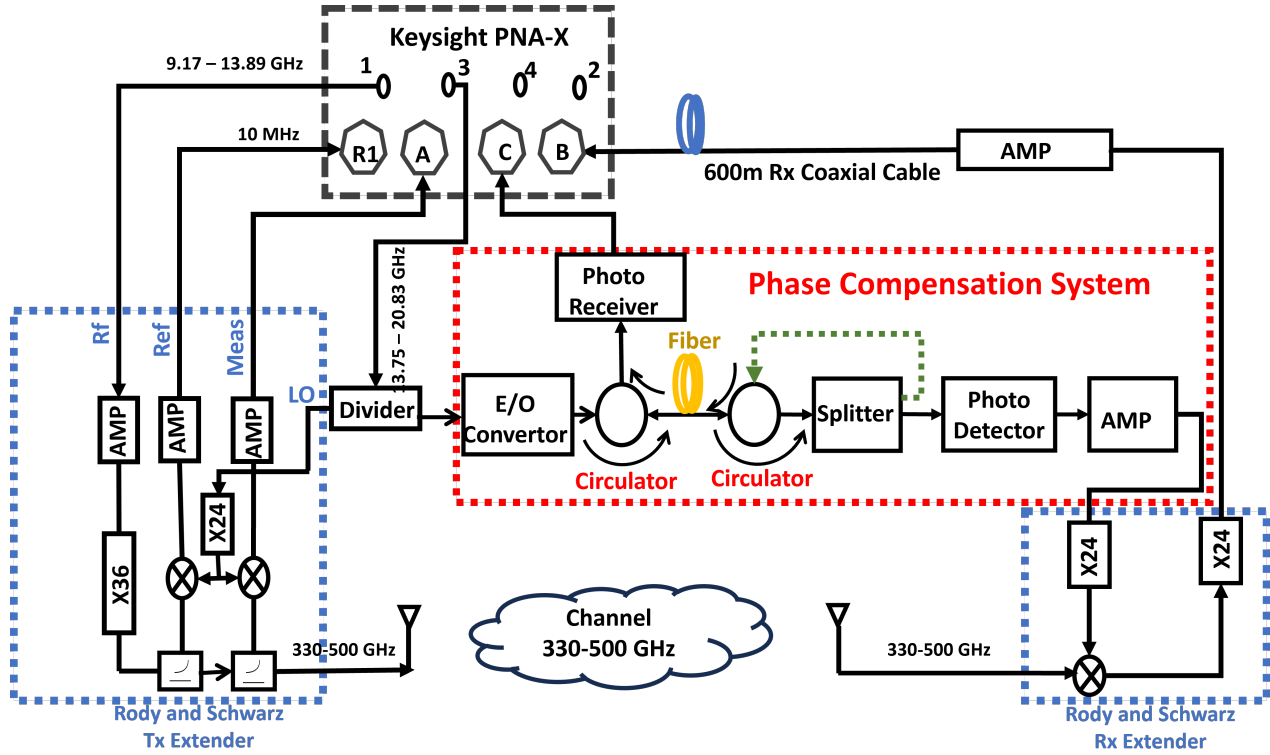 Keysight PNA-X
9.17 – 13.89 GHz
1
3
4
2
10 MHz
R1
A
C
B
AMP
600m Rx Coaxial Cable
13.75 – 20.83 GHz
Photo
Receiver
Phase Compensation System
Rf
Ref
Meas
LO
Fiber
AMP
AMP
AMP
Divider
E/O
Convertor
Splitter
Photo
Detector
AMP
Circulator
Circulator
X24
X36
X24
X24
Channel
330-500 GHz
330-500 GHz
330-500 GHz
Rody and Schwarz
Tx Extender
Rody and Schwarz
Rx Extender